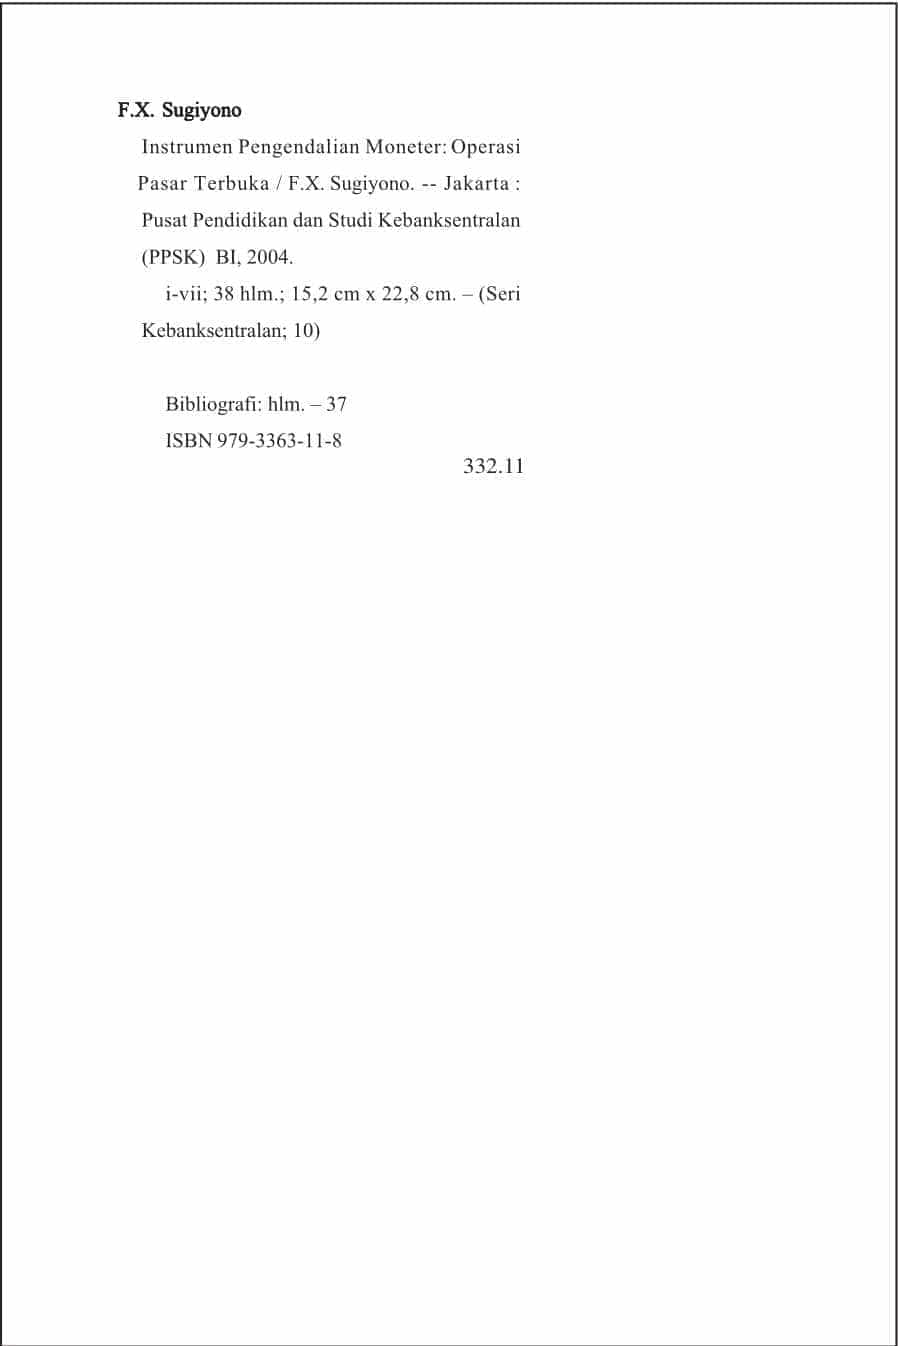 F.X. Sugiyono
Instrumen Pengendalian Moneter: Operasi
Pasar Terbuka / F.X. Sugiyono. -- Jakarta :
Pusat Pendidikan dan Studi Kebanksentralan
(PPSK) BI, 2004.
i-vii; 38 hlm.; 15,2 cm x 22,8 cm. – (Seri
Kebanksentralan; 10)
Bibliografi: hlm. – 37
ISBN 979-3363-11-8
332.11